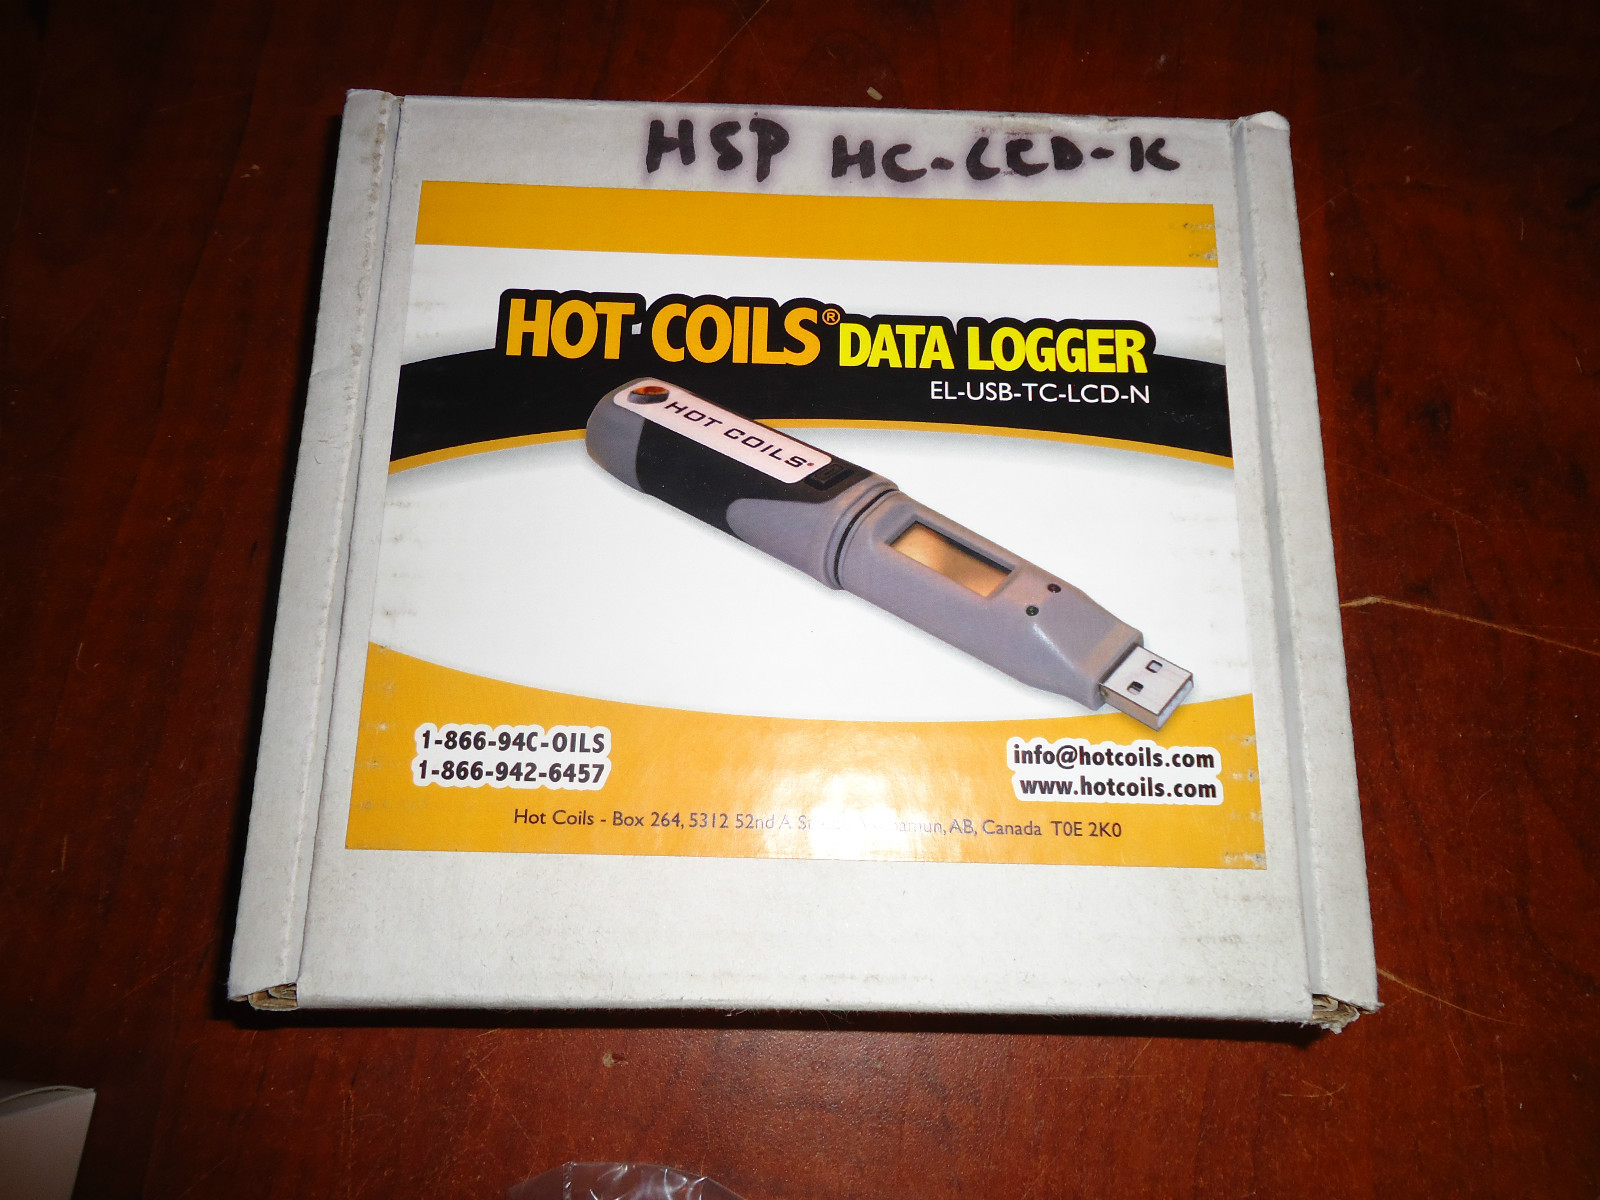 HSP HC-LCD-K
HOT COILS® DATA LOGGER
EL-USB-TC-LCD-N
HOT COILS®
1-866-94C-OILS
1-866-942-6457
info@hotcoils.com
www.hotcoils.com
Hot Coils - Box 264, 5312 52nd A AB, Canada T0E 2K0